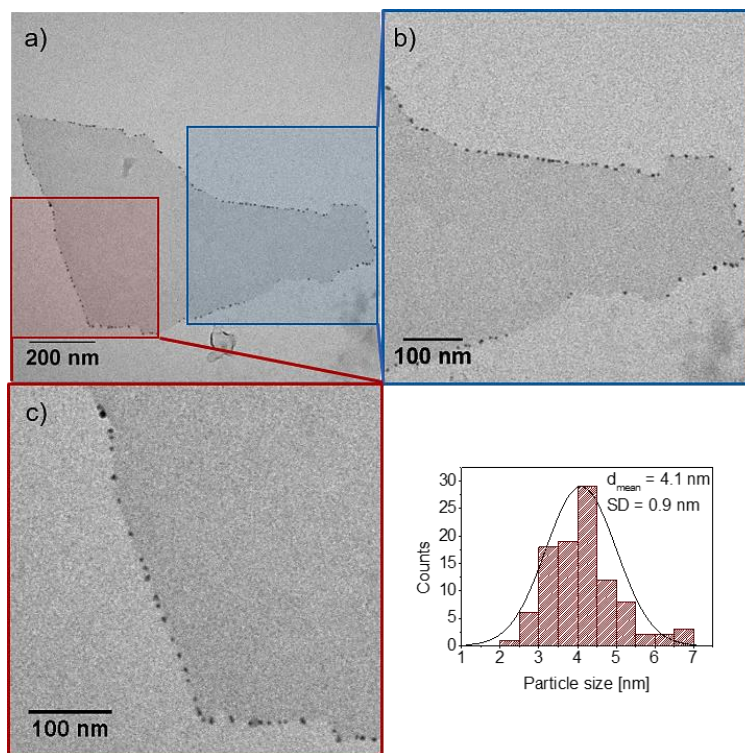 a)
200 nm
b)
100 nm
c)
100 nm
d_mean = 4.1 nm
SD = 0.9 nm
Counts
30
25
20
15
10
5
0
1 2 3 4 5 6 7
Particle size [nm]